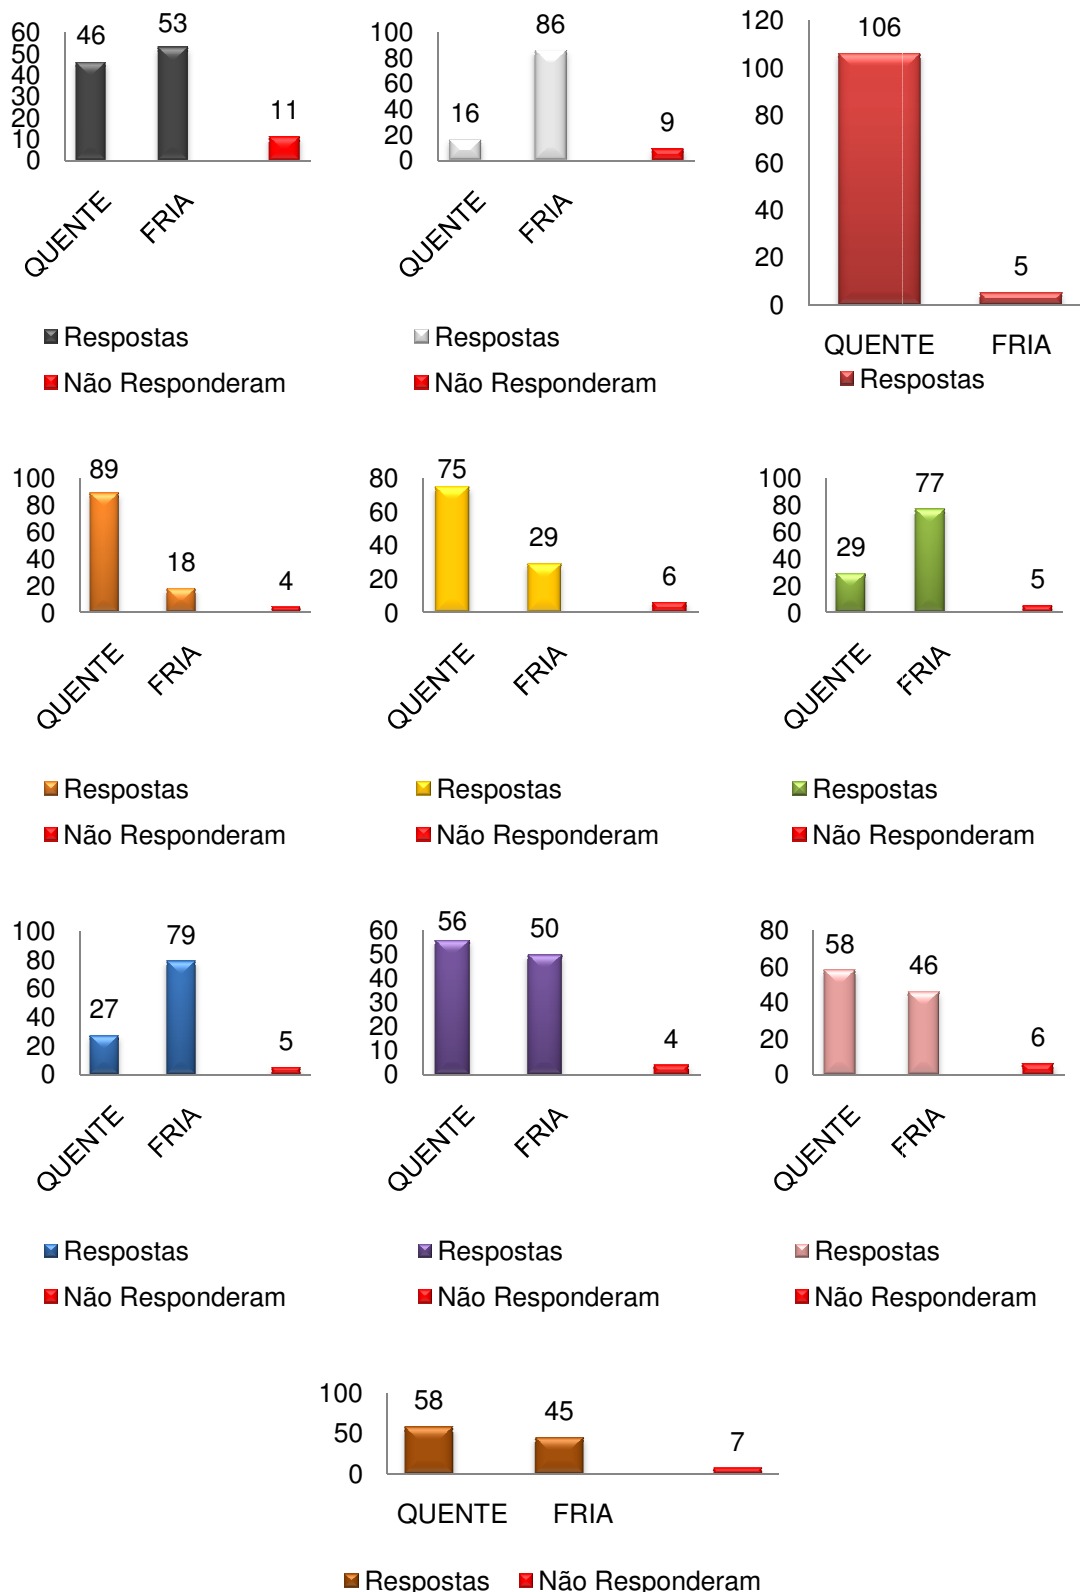 60
50
40
30
20
10
0
46
53
11
QUENTE
FRIA
Respostas
Não Responderam
100
80
60
40
20
0
16
86
9
QUENTE
FRIA
Respostas
Não Responderam
120
100
80
60
40
20
0
106
5
QUENTE FRIA
Respostas
100
80
60
40
20
0
89
18
4
QUENTE
FRIA
Respostas
Não Responderam
80
60
40
20
0
75
29
6
QUENTE
FRIA
Respostas
Não Responderam
100
80
60
40
20
0
29
77
5
QUENTE
FRIA
Respostas
Não Responderam
100
80
60
40
20
0
27
79
5
QUENTE
FRIA
Respostas
Não Responderam
60
50
40
30
20
10
0
56
50
4
QUENTE
FRIA
Respostas
Não Responderam
80
60
40
20
0
58
46
6
QUENTE
FRIA
Respostas
Não Responderam
100
50
0
58
45
7
QUENTE FRIA
Respostas Não Responderam